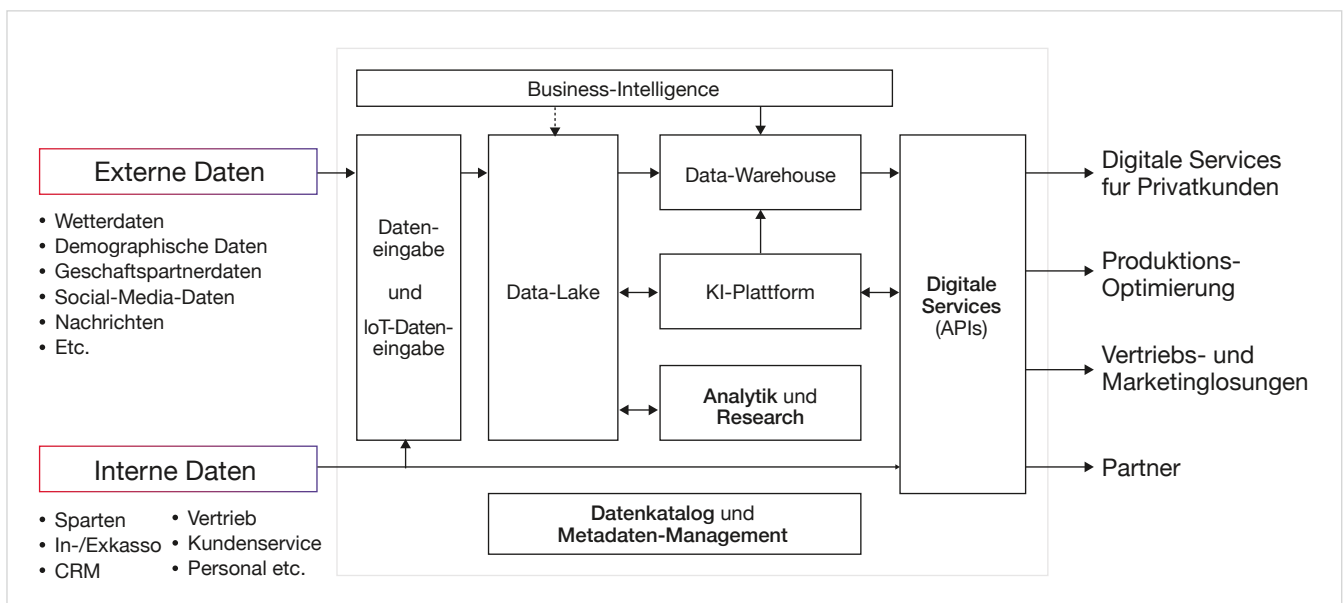 Business-Intelligence
Externe Daten
• Wetterdaten
• Demographische Daten
• Geschaftspartnerdaten
• Social-Media-Daten
• Nachrichten
• Etc.
Interne Daten
• Sparten
• In-/Exkasso
• CRM
• Vertrieb
• Kundenservice
• Personal etc.
Daten-
eingabe
und
IoT-Daten-
eingabe
Data-Lake
Data-Warehouse
KI-Plattform
Analytik und
Research
Datenkatalog und
Metadaten-Management
Digitale
Services
(APIs)
Digitale Services
fur Privatkunden
Produktions-
Optimierung
Vertriebs- und
Marketinglosungen
Partner